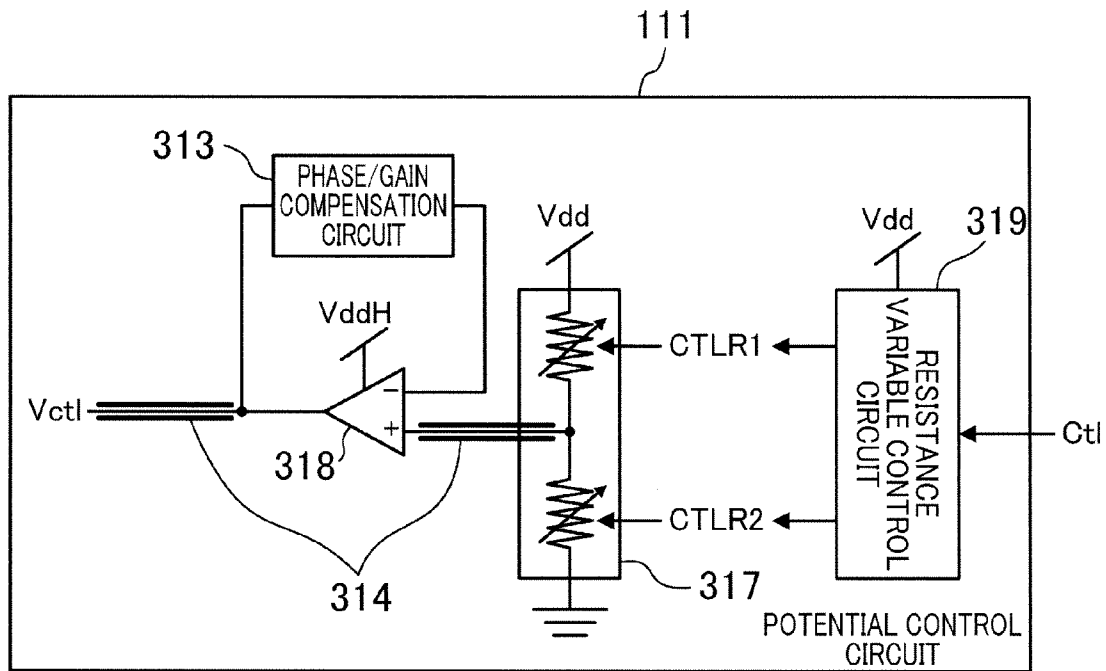 111
313
PHASE/GAIN
COMPENSATION
CIRCUIT
Vdd
Vdd
319
VddH
CTLR1
RESISTANCE
VARIABLE CONTROL
CIRCUIT
−
+
Vctl
318
Ctl
CTLR2
314
317
POTENTIAL CONTROL
CIRCUIT